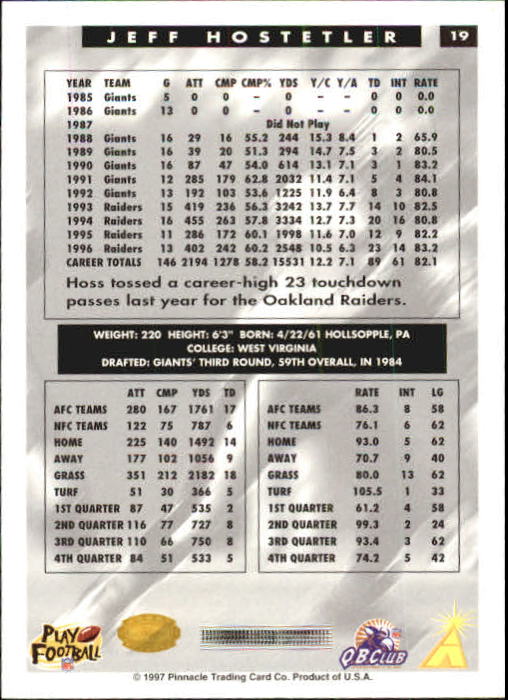 JEFF HOSTETLER 19
YEAR TEAM G ATT CMP CMP% YDS Y/C Y/A TD INT RATE
1985 Giants 5 0 0 – 0 – – 0 0 0.0
1986 Giants 13 0 0 – 0 – – 0 0 0.0
1987 Did Not Play
1988 Giants 16 29 16 55.2 244 15.3 8.4 1 2 65.9
1989 Giants 16 39 20 51.3 294 14.7 7.5 3 2 80.5
1990 Giants 16 87 47 54.0 614 13.1 7.1 3 1 83.2
1991 Giants 12 285 179 62.8 2032 11.4 7.1 5 4 84.1
1992 Giants 13 192 103 53.6 1225 11.9 6.4 8 3 80.8
1993 Raiders 15 419 236 56.3 3242 13.7 7.7 14 10 82.5
1994 Raiders 16 455 263 57.8 3334 12.7 7.3 20 16 80.8
1995 Raiders 11 286 172 60.1 1998 11.6 7.0 12 9 82.2
1996 Raiders 13 402 242 60.2 2548 10.5 6.3 23 14 83.2
CAREER TOTALS 146 2194 1278 58.2 15531 12.2 7.1 89 61 82.1
Hoss tossed a career-high 23 touchdown
passes last year for the Oakland Raiders.
WEIGHT: 220 HEIGHT: 6'3" BORN: 4/22/61 HOLLSOPPLE, PA
COLLEGE: WEST VIRGINIA
DRAFTED: GIANTS' THIRD ROUND, 59TH OVERALL, IN 1984
ATT CMP YDS TD
AFC TEAMS 280 167 1761 17
NFC TEAMS 122 75 787 6
HOME 225 140 1492 14
AWAY 177 102 1056 9
GRASS 351 212 2182 18
TURF 51 30 366 5
1ST QUARTER 87 47 535 2
2ND QUARTER 116 77 727 8
3RD QUARTER 110 66 750 8
4TH QUARTER 84 51 533 5
RATE INT LG
AFC TEAMS 86.3 8 58
NFC TEAMS 76.1 6 62
HOME 93.0 5 62
AWAY 70.7 9 40
GRASS 80.0 13 62
TURF 105.5 1 33
1ST QUARTER 61.2 4 58
2ND QUARTER 99.3 2 24
3RD QUARTER 93.4 3 62
4TH QUARTER 74.2 5 42
PLAY
FOOTBALL
QB CLUB
© 1997 Pinnacle Trading Card Co. Product of U.S.A.